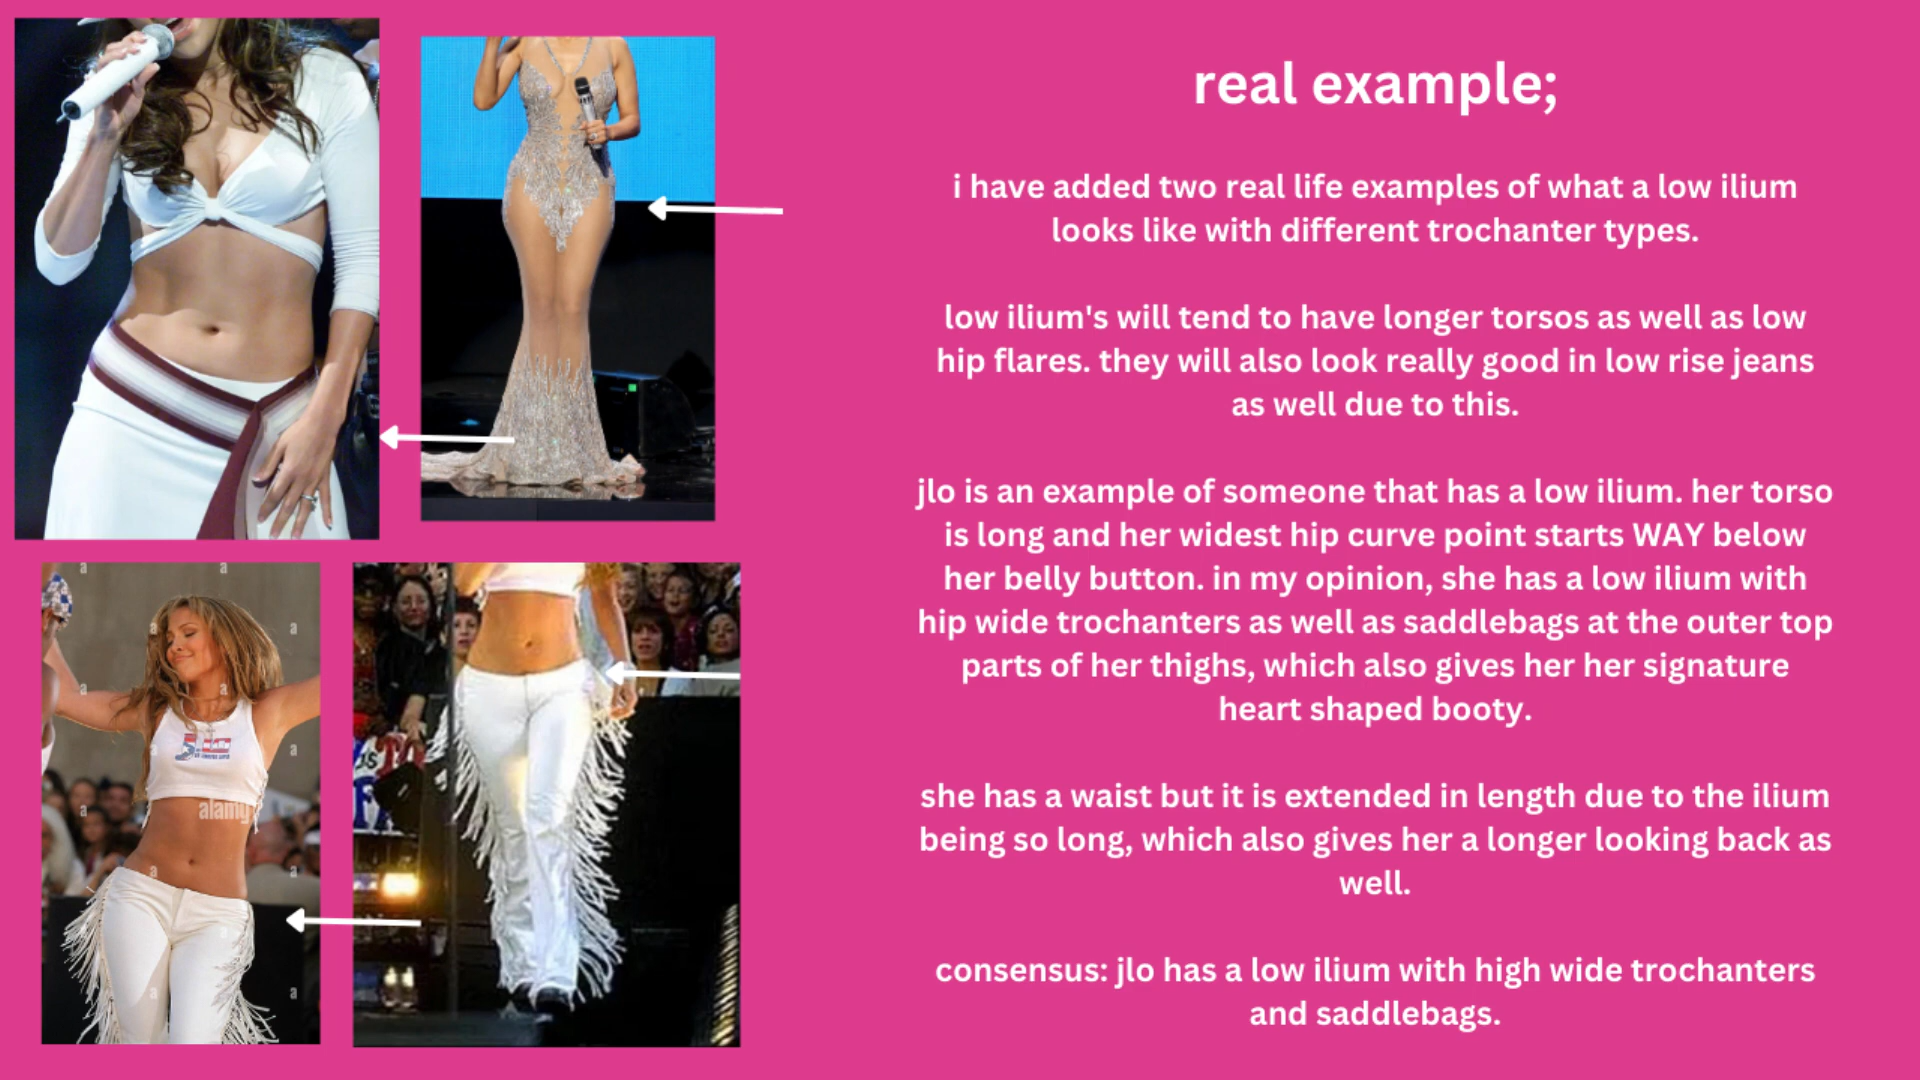 real example;
i have added two real life examples of what a low ilium
looks like with different trochanter types.
low ilium's will tend to have longer torsos as well as low
hip flares. they will also look really good in low rise jeans
as well due to this.
jlo is an example of someone that has a low ilium. her torso
is long and her widest hip curve point starts WAY below
her belly button. in my opinion, she has a low ilium with
hip wide trochanters as well as saddlebags at the outer top
parts of her thighs, which also gives her her signature
heart shaped booty.
she has a waist but it is extended in length due to the ilium
being so long, which also gives her a longer looking back as
well.
consensus: jlo has a low ilium with high wide trochanters
and saddlebags.
a a
a a
a a
a a
alamy
a a
a a
a a